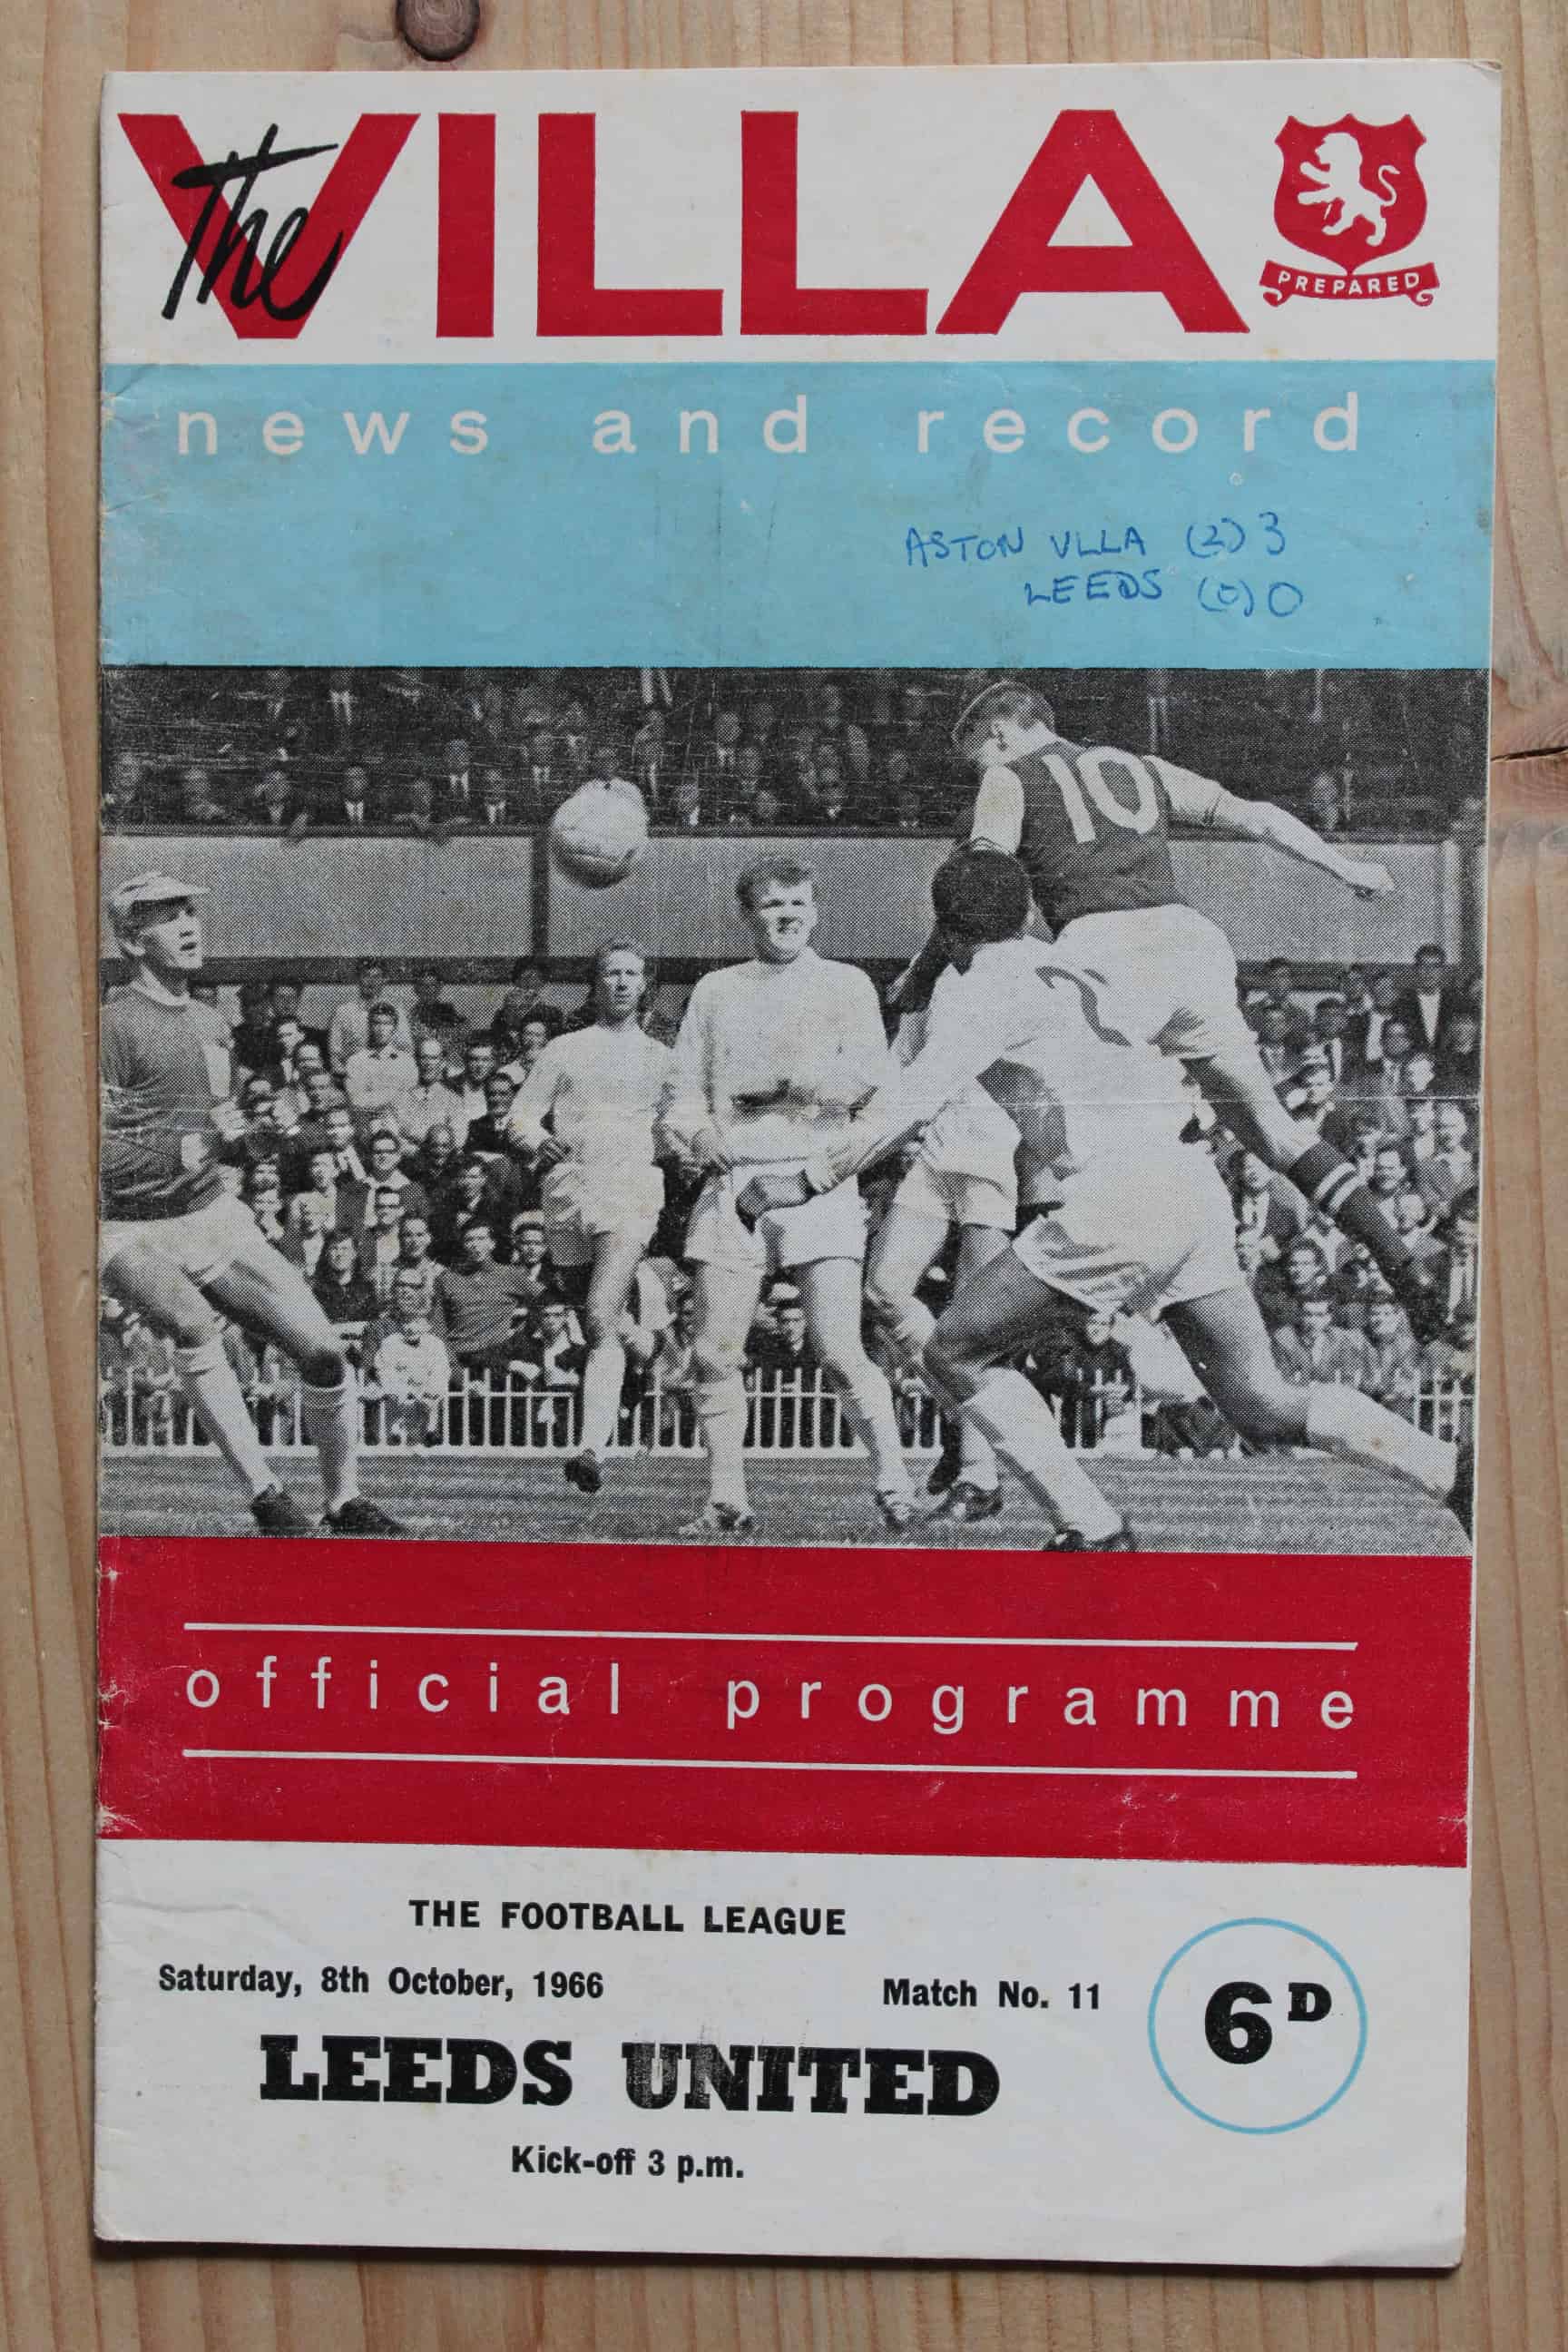 The VILLA
PREPARED
news and record
ASTON VLLA (2) 3
LEEDS (0) 0
10
official programme
THE FOOTBALL LEAGUE
Saturday, 8th October, 1966 Match No. 11
6D
LEEDS UNITED
Kick-off 3 p.m.